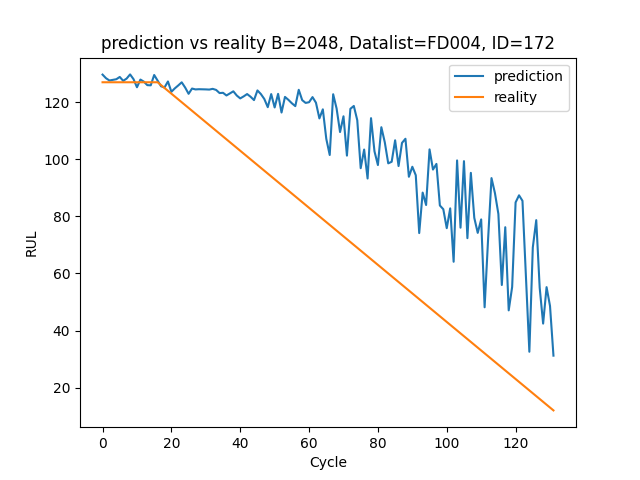 prediction vs reality B=2048, Datalist=FD004, ID=172
prediction
reality
RUL
120
100
80
60
40
20
0 20 40 60 80 100 120
Cycle